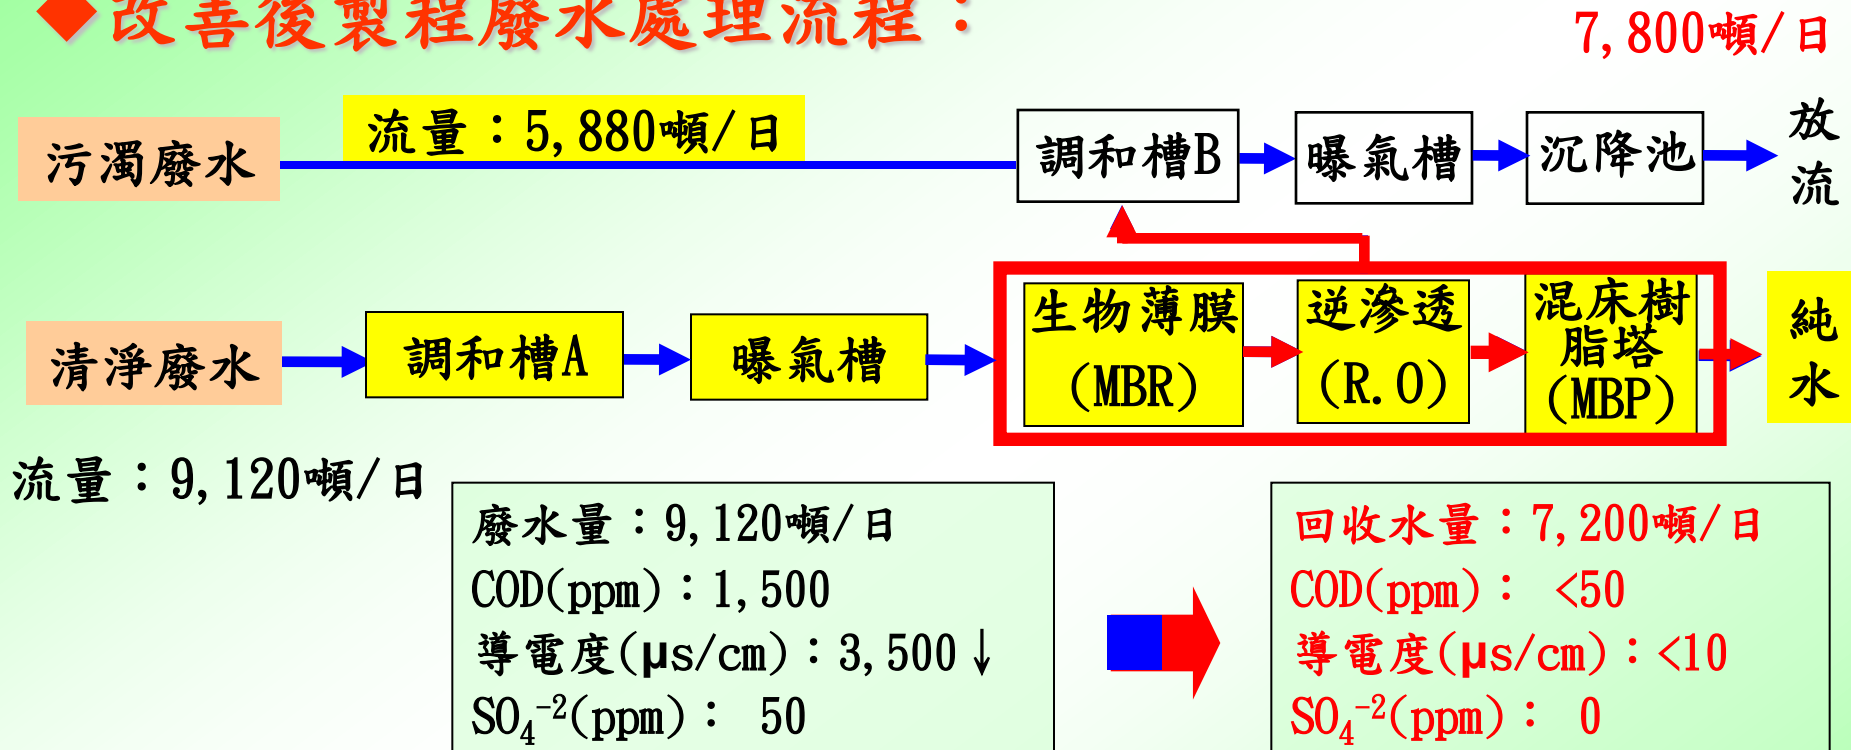 ◆改善後製程廢水處理流程：
7,800噸/日
流量：5,880噸/日
污濁廢水
調和槽B
曝氣槽
沉降池
放
流
清淨廢水
調和槽A
曝氣槽
生物薄膜
(MBR)
逆滲透
(R.O)
混床樹
脂塔
(MBP)
純
水
流量：9,120噸/日
廢水量：9,120噸/日
COD(ppm)：1,500
導電度(μs/cm)：3,500↓
SO₄⁻²(ppm)： 50
回收水量：7,200噸/日
COD(ppm)： <50
導電度(μs/cm)：<10
SO₄⁻²(ppm)： 0